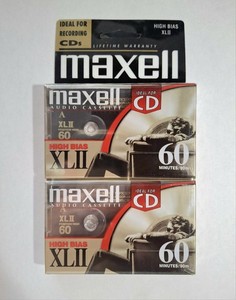 IDEAL FOR
RECORDING
CDs
LIFETIME WARRANTY
maxell
HIGH BIAS
XLII
maxell
AUDIO CASSETTE
IDEAL FOR
CD
A
XLII
60
HIGH BIAS
XLII
60
MINUTES/90m
maxell
AUDIO CASSETTE
IDEAL FOR
CD
A
XLII
60
HIGH BIAS
XLII
60